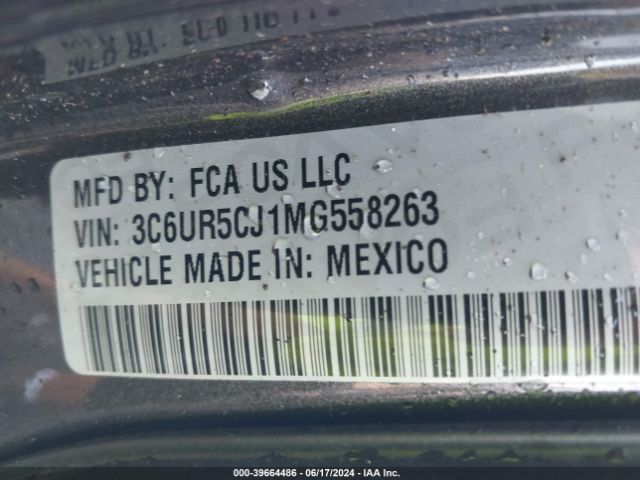 MFD BY: FCA US LLC
VIN: 3C6UR5CJ1MG558263
VEHICLE MADE IN: MEXICO
000-39664486 - 06/17/2024 - IAA Inc.